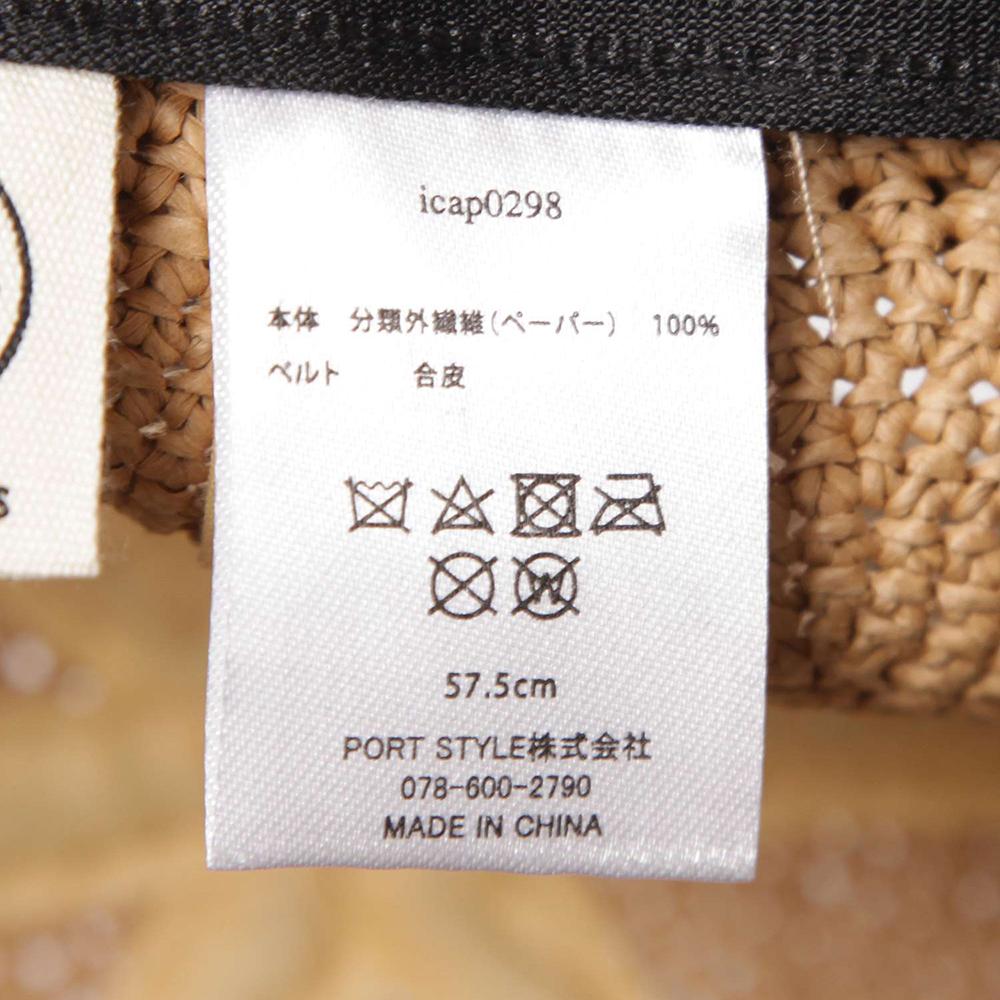 icap0298
本体 分類外繊維(ペーパー) 100%
ベルト 合皮
W
57.5cm
PORT STYLE株式会社
078-600-2790
MADE IN CHINA